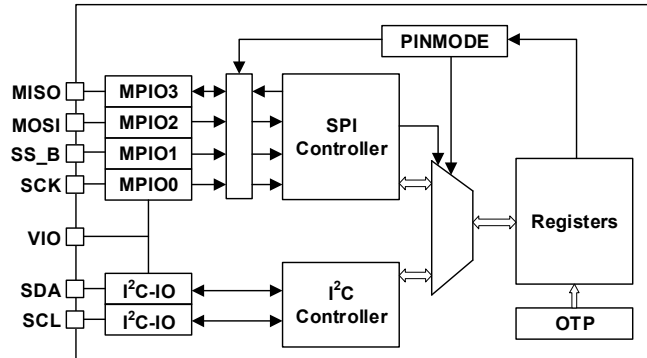 PINMODE
MISO
MPIO3
MOSI
MPIO2
SS_B
MPIO1
SCK
MPIO0
SPI
Controller
VIO
Registers
SDA
I²C-IO
SCL
I²C-IO
I²C
Controller
OTP